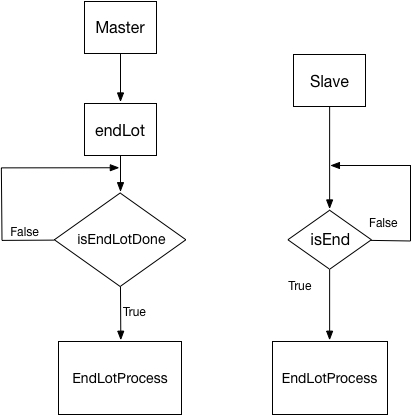 Master
endLot
False
isEndLotDone
True
EndLotProcess
Slave
False
isEnd
True
EndLotProcess